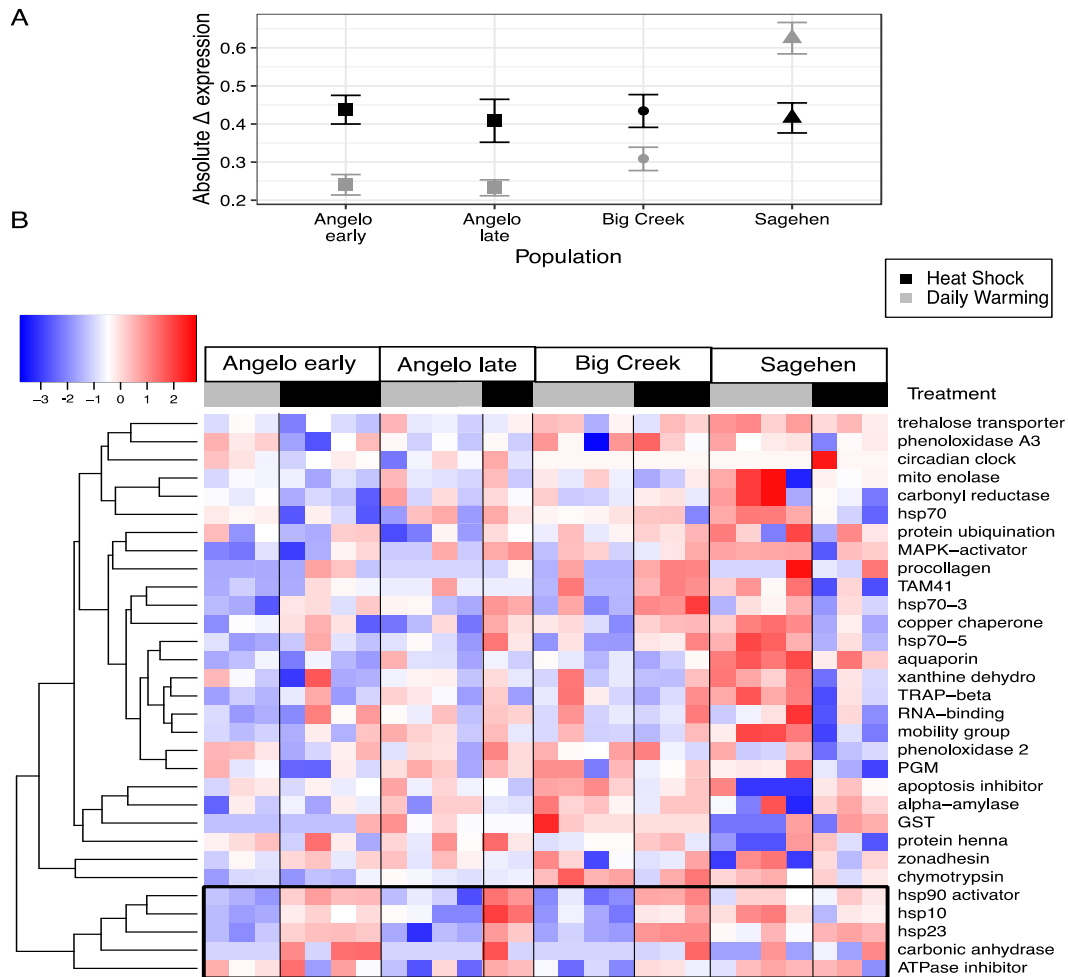 A
Absolute Δ expression
0.6
0.5
0.4
0.3
0.2
Angelo
early
Angelo
late
Big Creek
Sagehen
Population
B
Heat Shock
Daily Warming
−3 −2 −1 0 1 2
Angelo early
Angelo late
Big Creek
Sagehen
Treatment
trehalose transporter
phenoloxidase A3
circadian clock
mito enolase
carbonyl reductase
hsp70
protein ubiquination
MAPK−activator
procollagen
TAM41
hsp70−3
copper chaperone
hsp70−5
aquaporin
xanthine dehydro
TRAP−beta
RNA−binding
mobility group
phenoloxidase 2
PGM
apoptosis inhibitor
alpha−amylase
GST
protein henna
zonadhesin
chymotrypsin
hsp90 activator
hsp10
hsp23
carbonic anhydrase
ATPase inhibitor